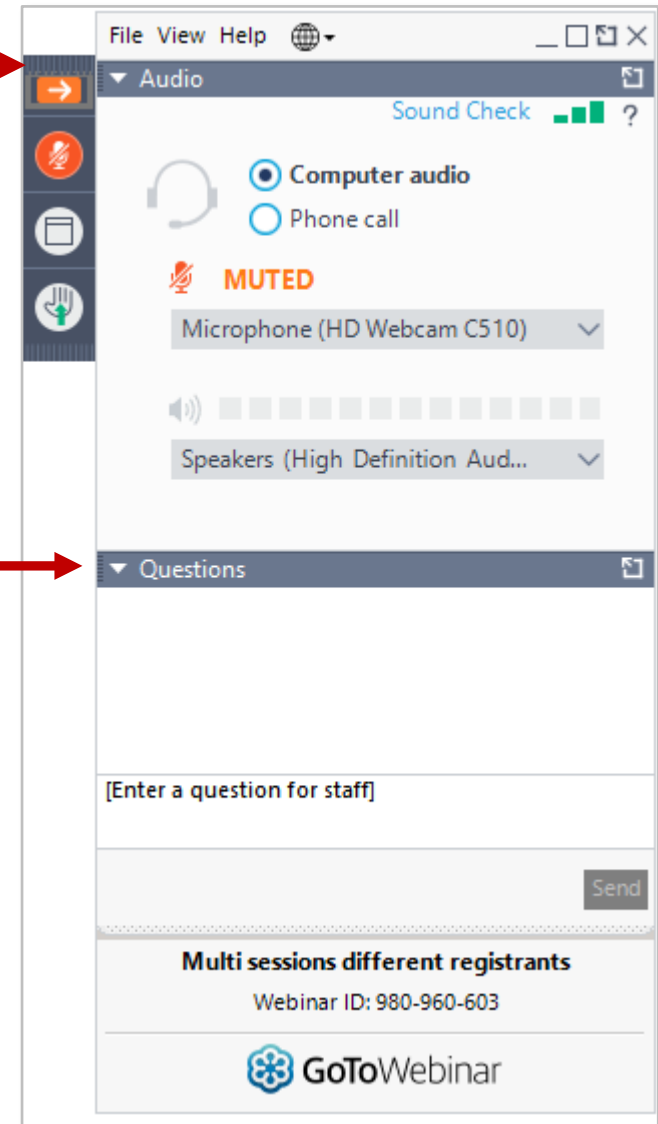 File View Help
Audio
Sound Check ?
Computer audio
Phone call
MUTED
Microphone (HD Webcam C510)
Speakers (High Definition Aud...
Questions
[Enter a question for staff]
Send
Multi sessions different registrants
Webinar ID: 980-960-603
GoToWebinar